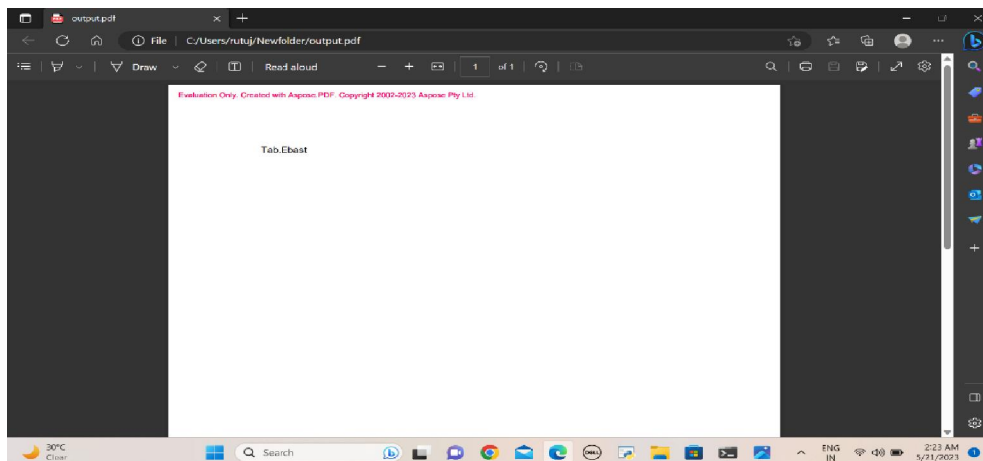 output.pdf
File
C:/Users/rutuj/Newfolder/output.pdf
Draw
Read aloud
1 of 1
Evaluation Only. Created with Aspose.PDF. Copyright 2002-2023 Aspose Pty Ltd.
Tab.Ebast
30°C
Clear
Search
DELL
ENG
IN
2:23 AM
5/21/2023
1